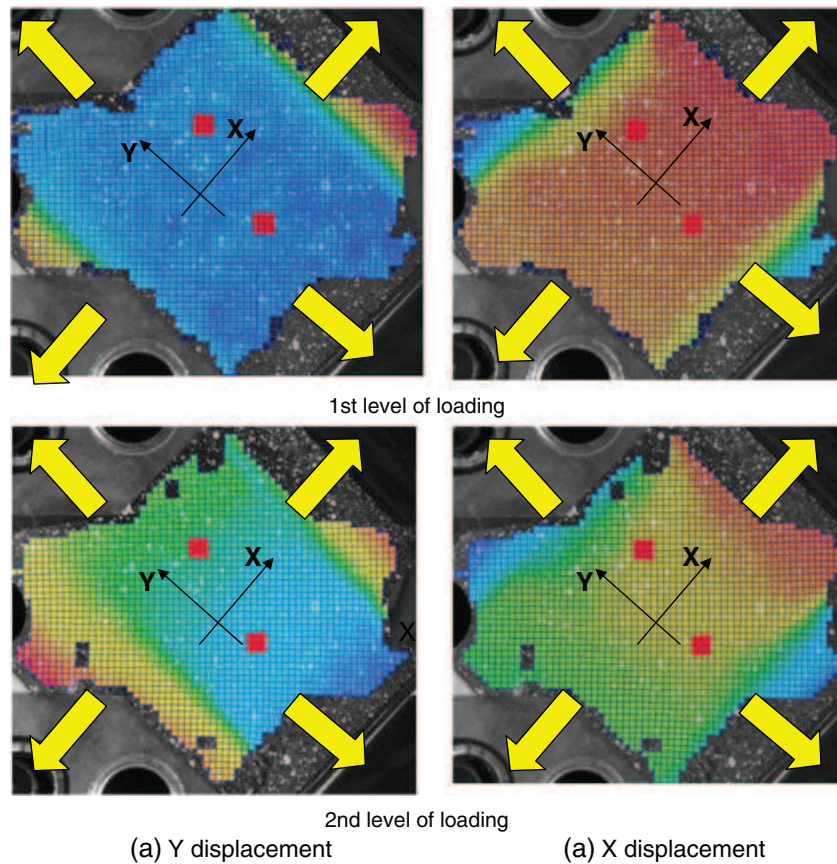 X
Y
X
Y
1st level of loading
X
Y
X
X
Y
2nd level of loading
(a) Y displacement
(a) X displacement